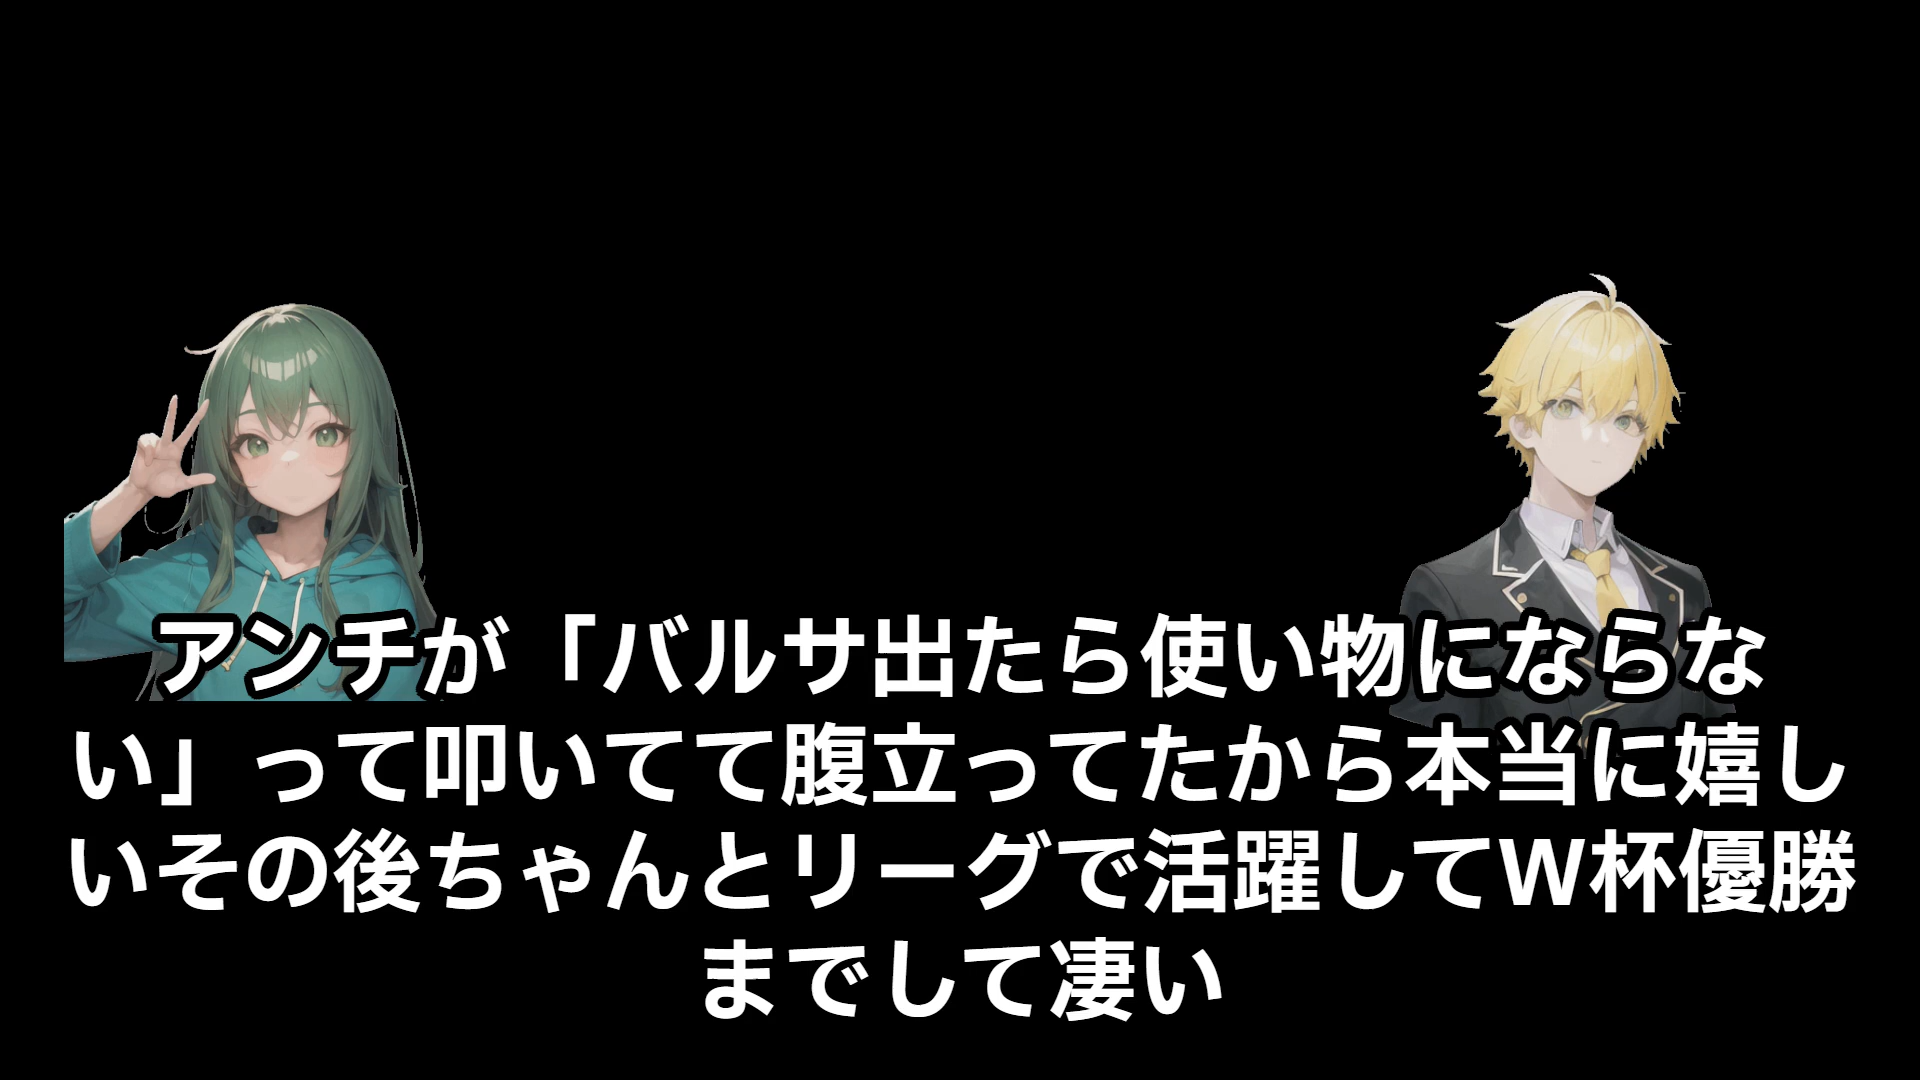 アンチが「バルサ出たら使い物にならな
い」って叩いてて腹立ってたから本当に嬉し
いその後ちゃんとリーグで活躍してW杯優勝
までして凄い